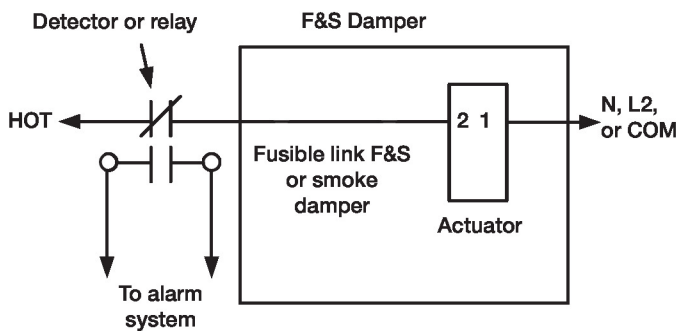 Detector or relay
F&S Damper
HOT
2 1
N, L2,
or COM
Fusible link F&S
or smoke
damper
Actuator
To alarm
system